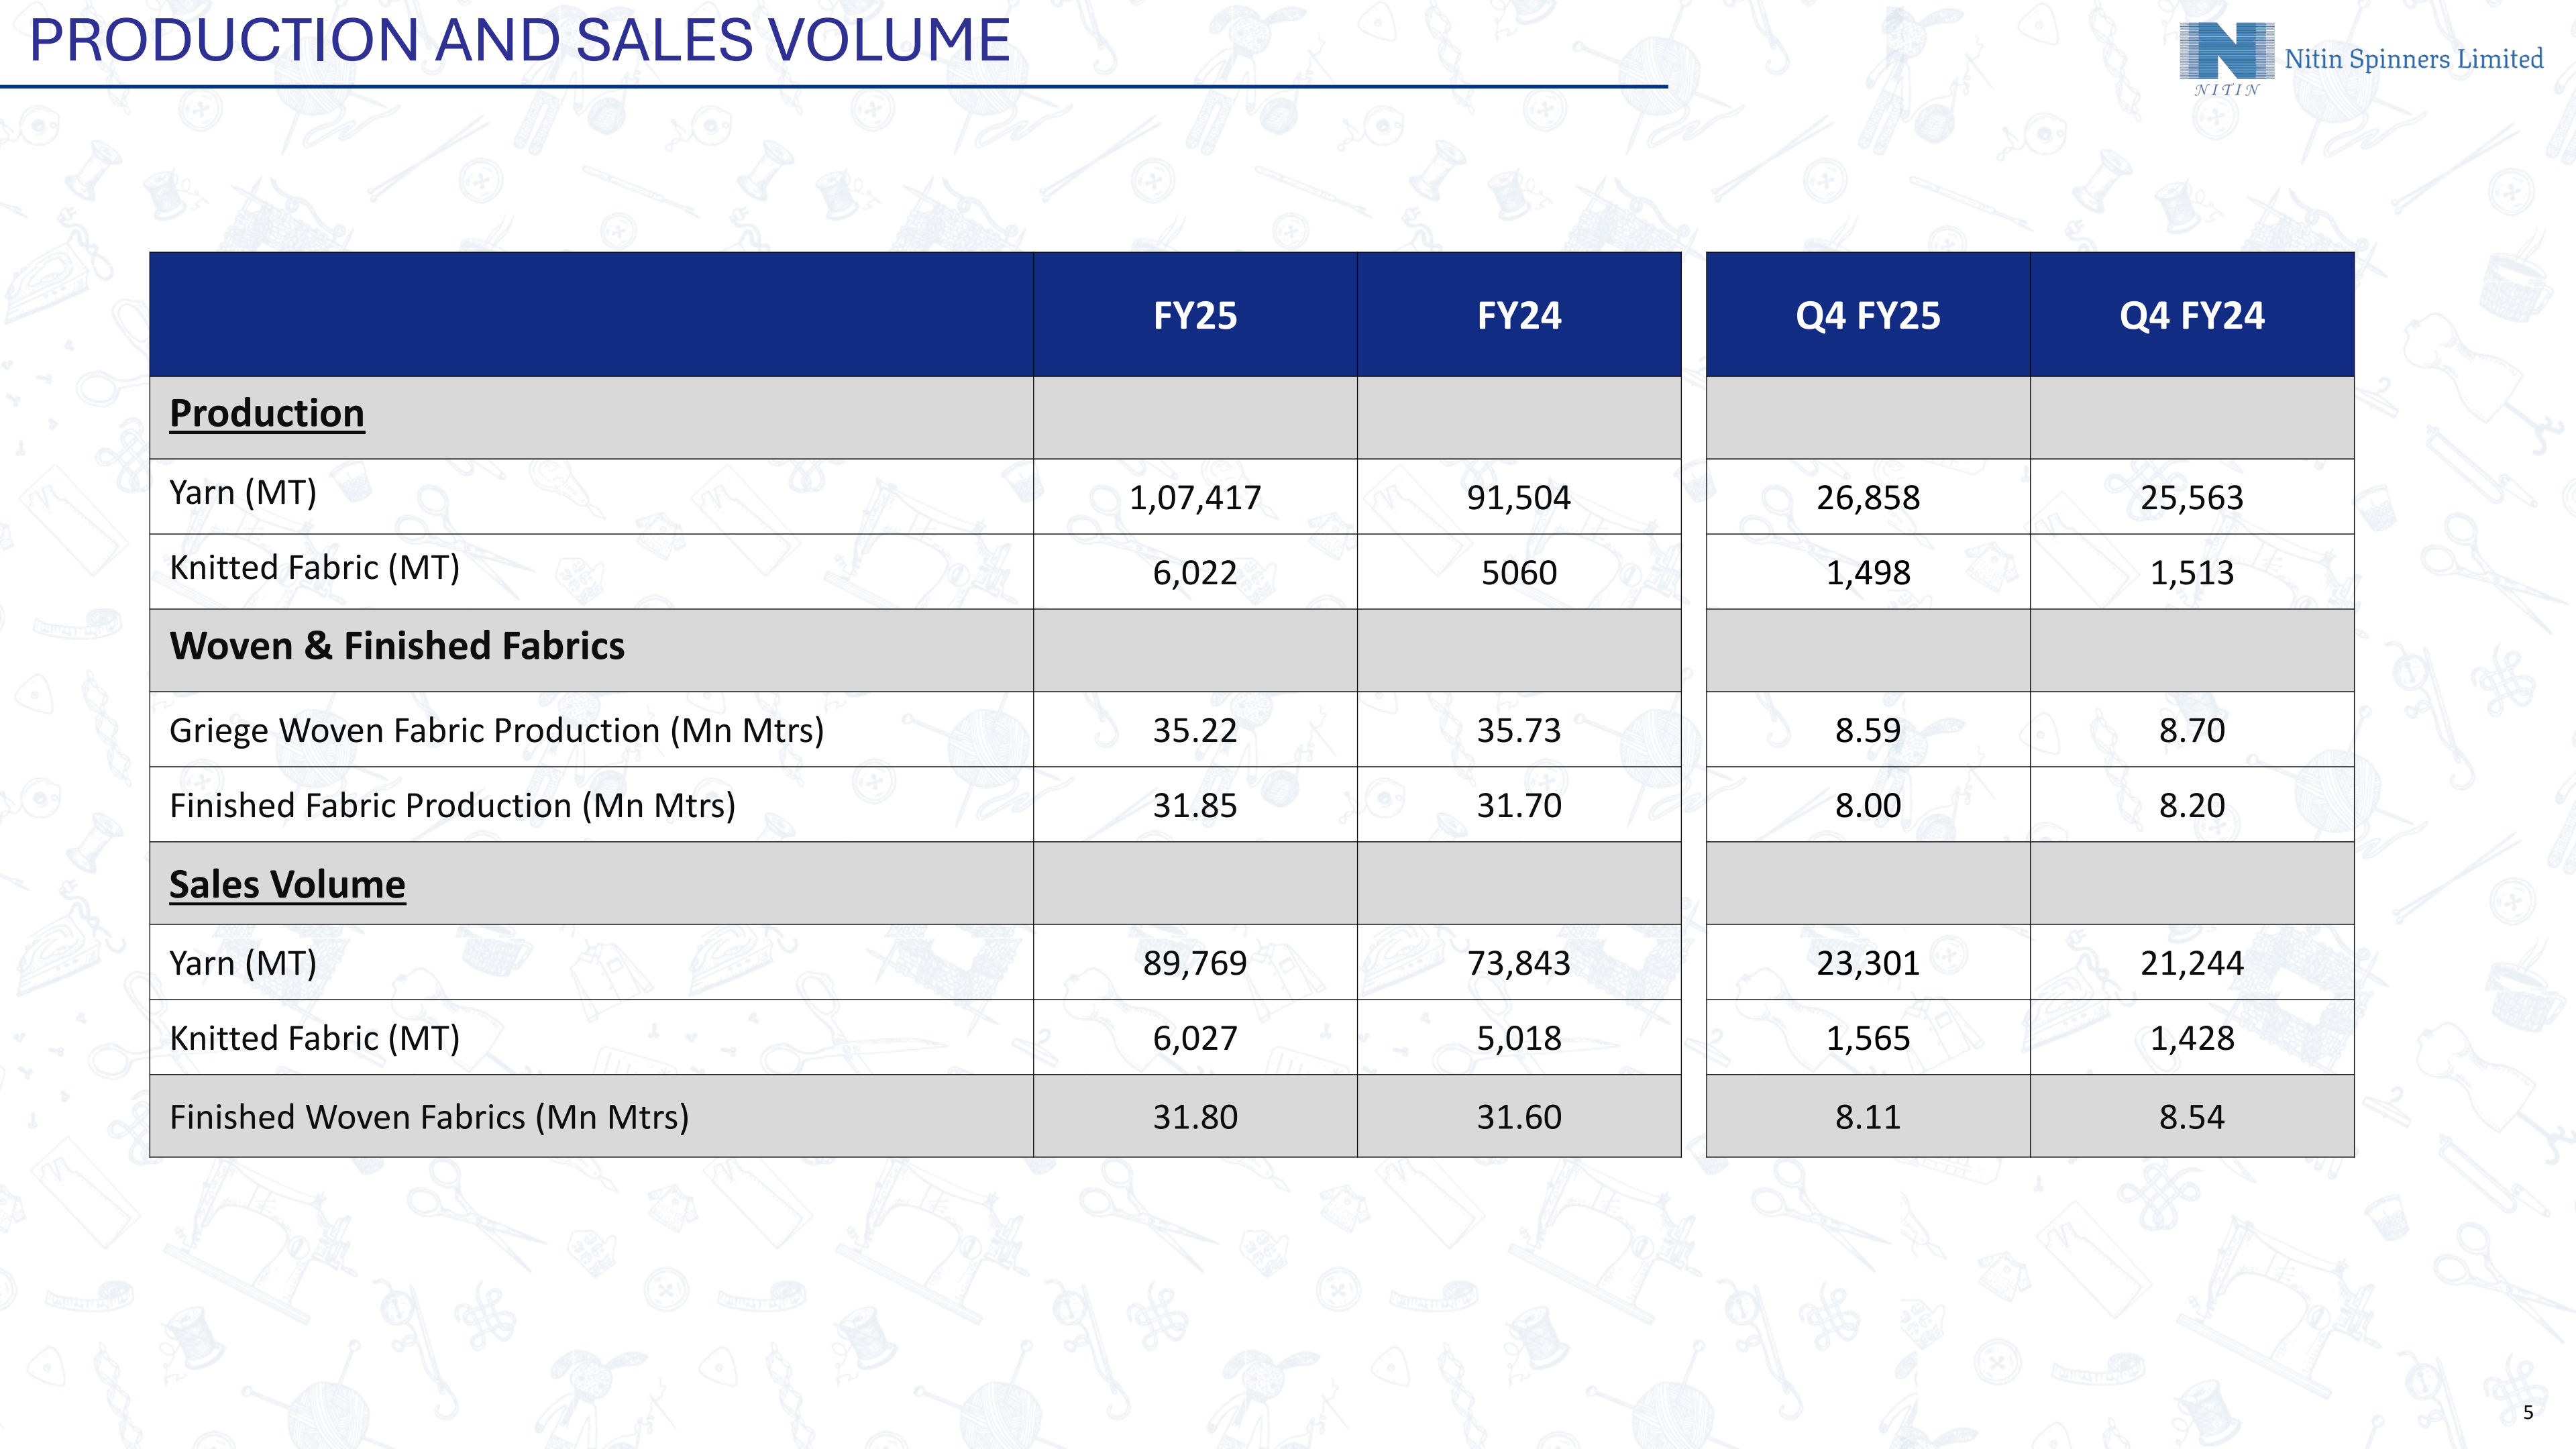 PRODUCTION AND SALES VOLUME
Nitin Spinners Limited
NITIN
FY25 FY24 Q4 FY25 Q4 FY24
Production
Yarn (MT) 1,07,417 91,504 26,858 25,563
Knitted Fabric (MT) 6,022 5060 1,498 1,513
Woven & Finished Fabrics
Griege Woven Fabric Production (Mn Mtrs) 35.22 35.73 8.59 8.70
Finished Fabric Production (Mn Mtrs) 31.85 31.70 8.00 8.20
Sales Volume
Yarn (MT) 89,769 73,843 23,301 21,244
Knitted Fabric (MT) 6,027 5,018 1,565 1,428
Finished Woven Fabrics (Mn Mtrs) 31.80 31.60 8.11 8.54
5